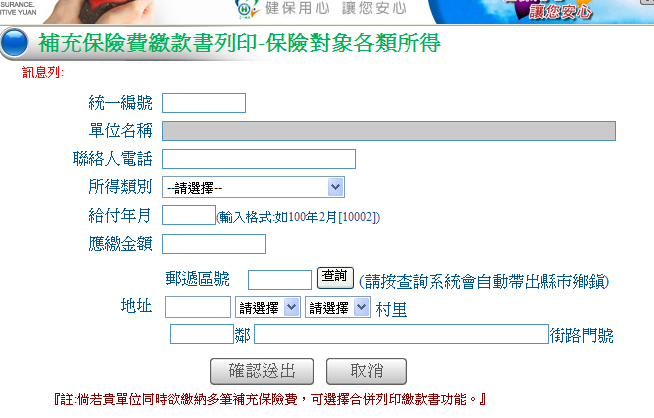 SURANCE.
TIVE YUAN
健保用心 讓您安心
讓您安心
補充保險費繳款書列印-保險對象各類所得
訊息列:
統一編號
單位名稱
聯絡人電話
所得類別 --請選擇--
給付年月 (輸入格式:如100年2月[10002])
應繳金額
郵遞區號 查詢 (請按查詢系統會自動帶出縣市鄉鎮)
地址 請選擇 請選擇 村里
鄰 街路門號
確認送出 取消
『註:倘若貴單位同時欲繳納多筆補充保險費，可選擇合併列印繳款書功能。』